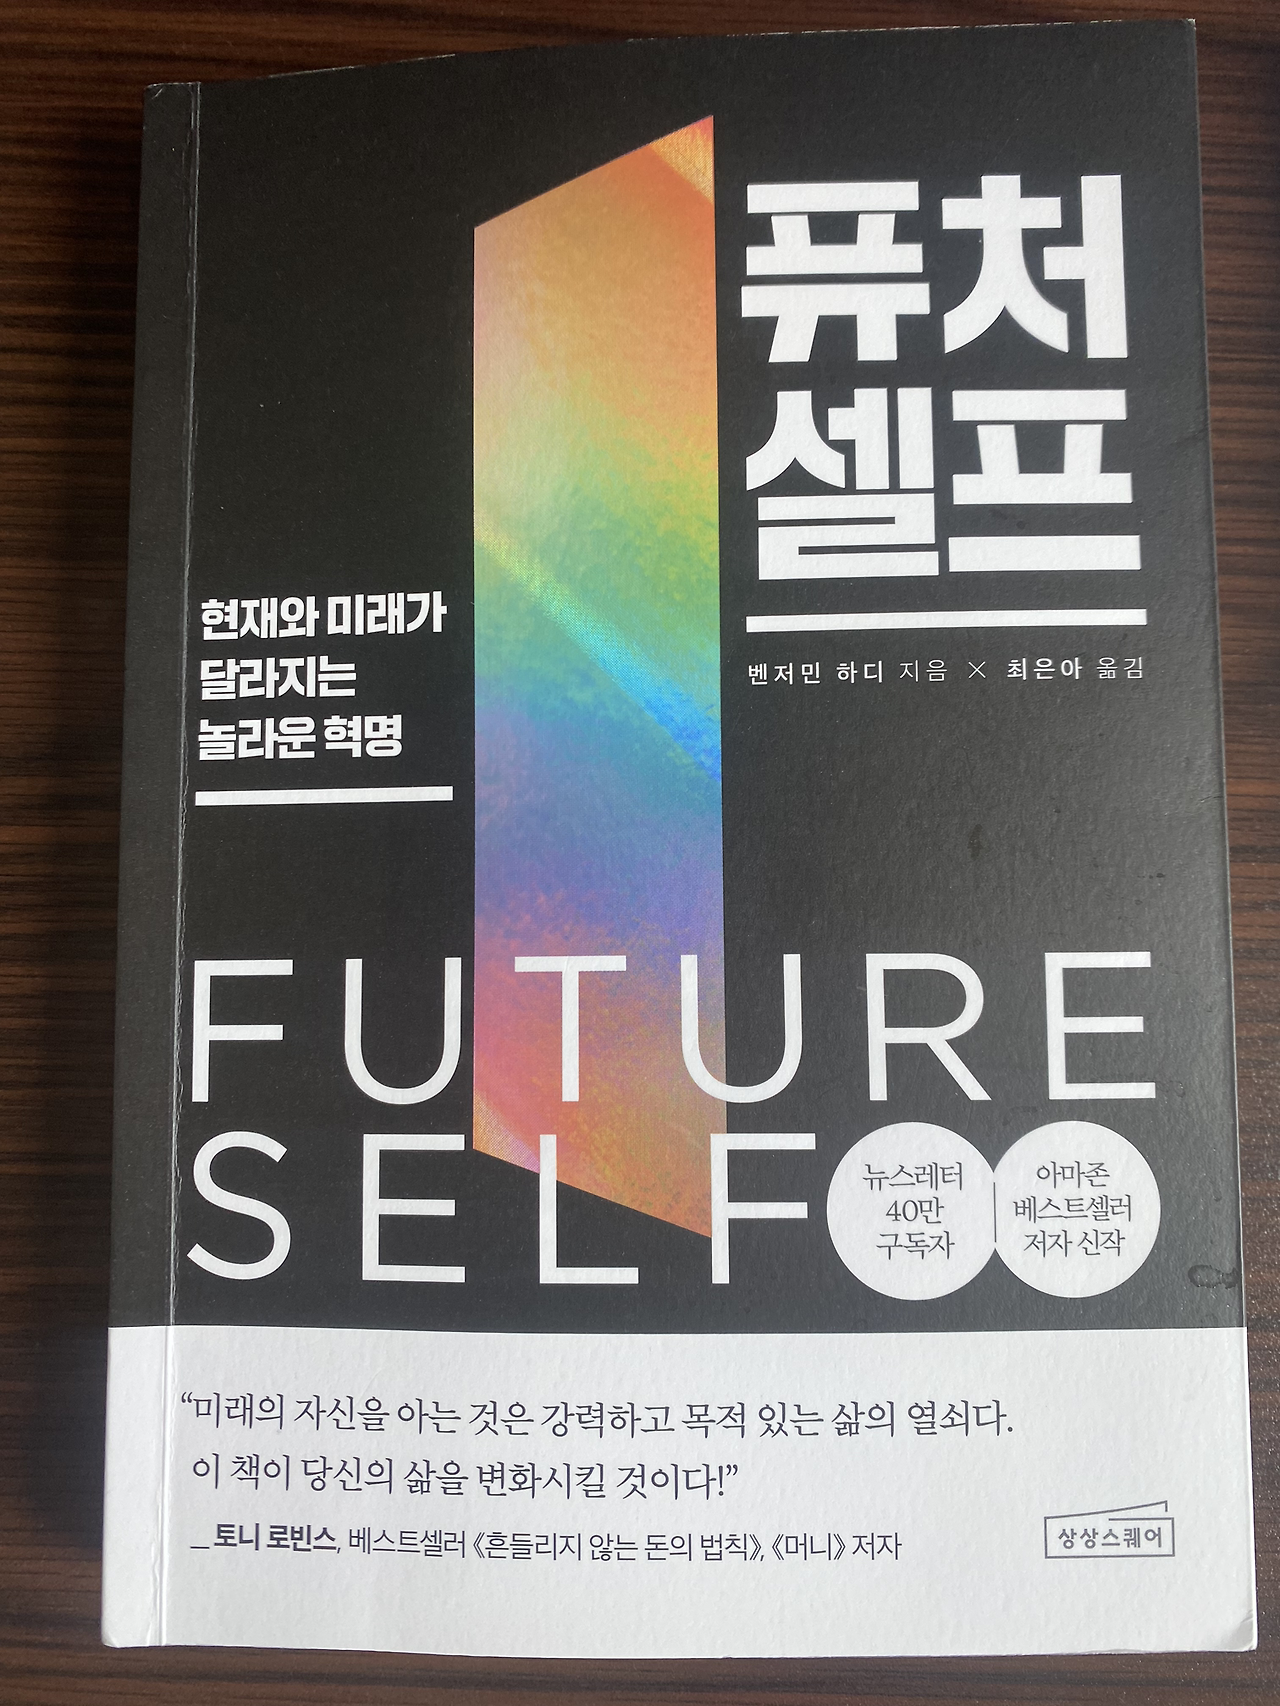 퓨처
셀프
벤저민 하디 지음 × 최은아 옮김
현재와 미래가
달라지는
놀라운 혁명
FUTURE
SELF
뉴스레터
40만
구독자
아마존
베스트셀러
저자 신작
“미래의 자신을 아는 것은 강력하고 목적 있는 삶의 열쇠다.
이 책이 당신의 삶을 변화시킬 것이다!”
_ 토니 로빈스, 베스트셀러 《흔들리지 않는 돈의 법칙》, 《머니》 저자
상상스퀘어